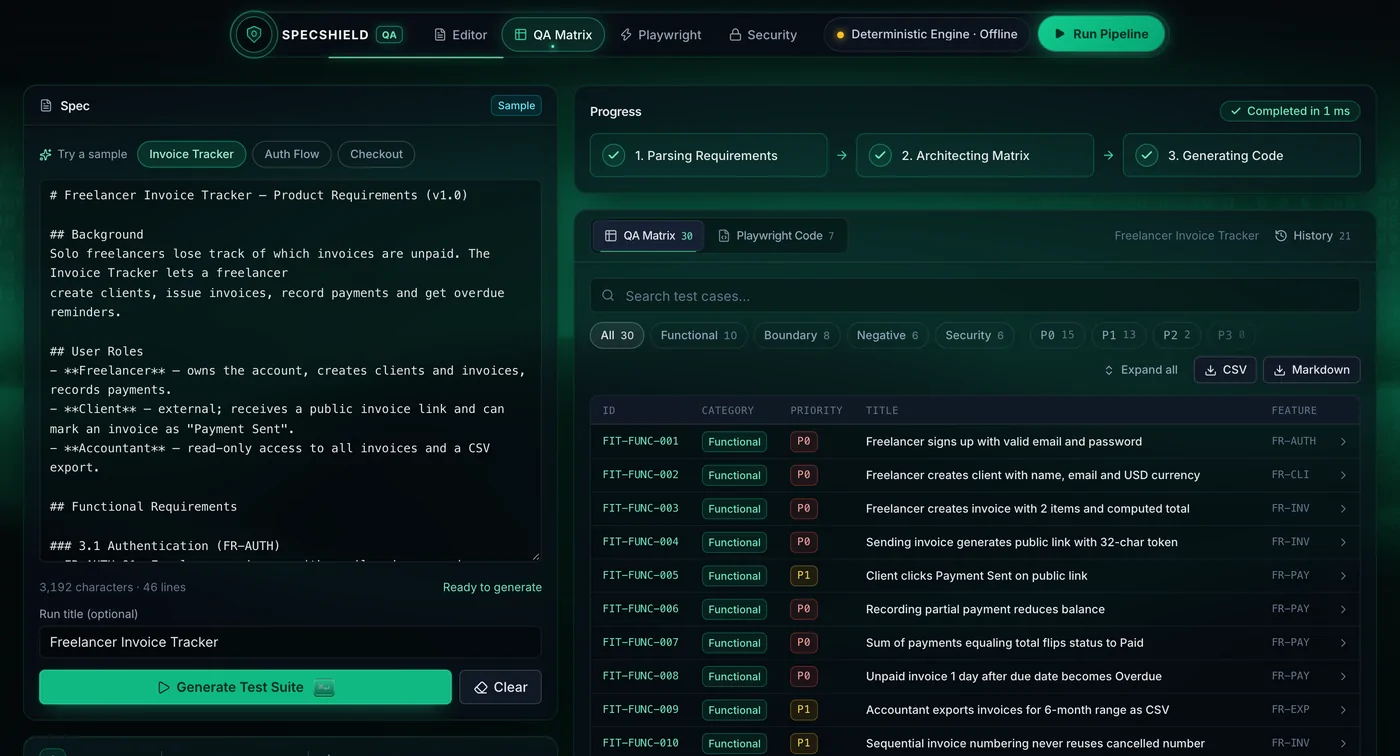 SPECSHIELD QA
Editor
QA Matrix
Playwright
Security
Deterministic Engine · Offline
Run Pipeline
Spec
Sample
Try a sample
Invoice Tracker
Auth Flow
Checkout
# Freelancer Invoice Tracker — Product Requirements (v1.0)
## Background
Solo freelancers lose track of which invoices are unpaid. The
Invoice Tracker lets a freelancer
create clients, issue invoices, record payments and get overdue
reminders.
## User Roles
- **Freelancer** — owns the account, creates clients and invoices,
records payments.
- **Client** — external; receives a public invoice link and can
mark an invoice as "Payment Sent".
- **Accountant** — read-only access to all invoices and a CSV
export.
## Functional Requirements
### 3.1 Authentication (FR-AUTH)
3,192 characters · 46 lines
Ready to generate
Run title (optional)
Freelancer Invoice Tracker
Generate Test Suite
Clear
Progress
Completed in 1 ms
1. Parsing Requirements
2. Architecting Matrix
3. Generating Code
QA Matrix 30
Playwright Code 7
Freelancer Invoice Tracker
History 21
Search test cases...
All 30
Functional 10
Boundary 8
Negative 6
Security 6
P0 15
P1 13
P2 2
P3 0
Expand all
CSV
Markdown
ID CATEGORY PRIORITY TITLE FEATURE
FIT-FUNC-001 Functional P0 Freelancer signs up with valid email and password FR-AUTH
FIT-FUNC-002 Functional P0 Freelancer creates client with name, email and USD currency FR-CLI
FIT-FUNC-003 Functional P0 Freelancer creates invoice with 2 items and computed total FR-INV
FIT-FUNC-004 Functional P0 Sending invoice generates public link with 32-char token FR-INV
FIT-FUNC-005 Functional P1 Client clicks Payment Sent on public link FR-PAY
FIT-FUNC-006 Functional P0 Recording partial payment reduces balance FR-PAY
FIT-FUNC-007 Functional P0 Sum of payments equaling total flips status to Paid FR-PAY
FIT-FUNC-008 Functional P0 Unpaid invoice 1 day after due date becomes Overdue FR-PAY
FIT-FUNC-009 Functional P1 Accountant exports invoices for 6-month range as CSV FR-EXP
FIT-FUNC-010 Functional P1 Sequential invoice numbering never reuses cancelled number FR-INV